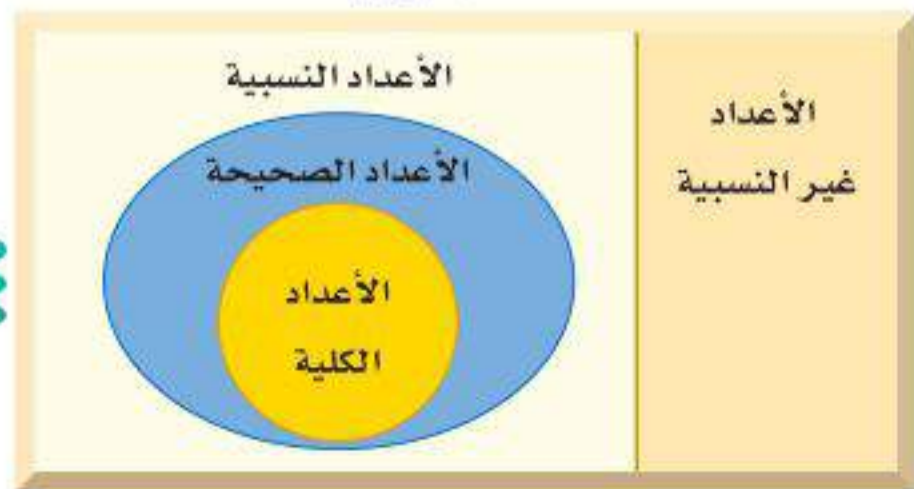 الأعداد النسبية
الأعداد الصحيحة
الأعداد
الكلية
الأعداد
غير النسبية